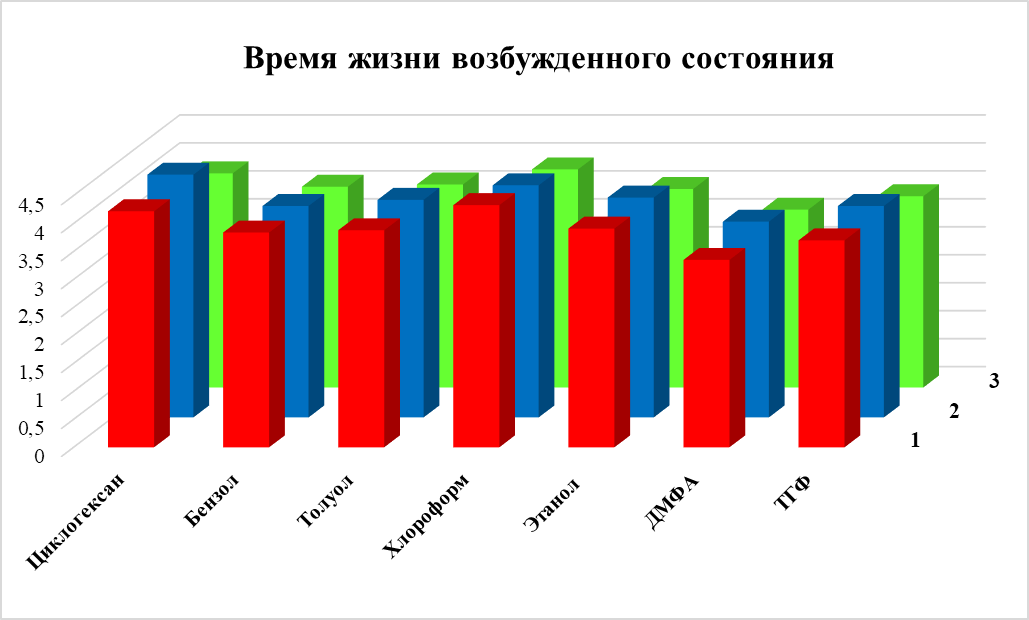 Время жизни возбужденного состояния
4,5
4
3,5
3
2,5
2
1,5
1
0,5
0
3
2
1
Циклогексан
Бензол
Толуол
Хлороформ
Этанол
ДМФА
ТГФ